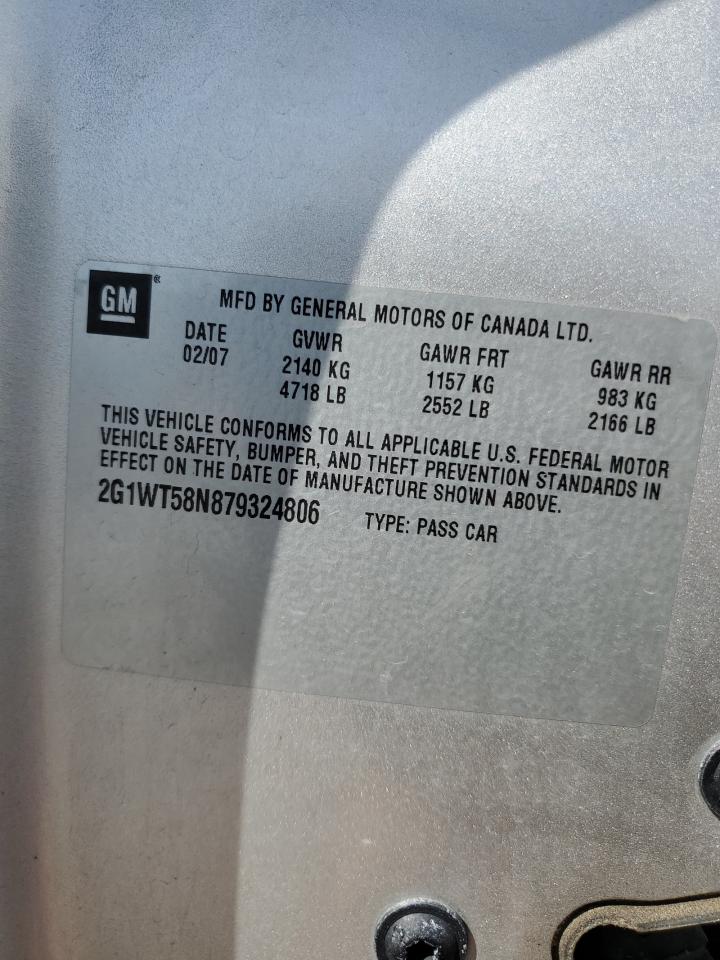 GM®
MFD BY GENERAL MOTORS OF CANADA LTD.
DATE GVWR GAWR FRT GAWR RR
02/07 2140 KG 1157 KG 983 KG
4718 LB 2552 LB 2166 LB
THIS VEHICLE CONFORMS TO ALL APPLICABLE U.S. FEDERAL MOTOR
VEHICLE SAFETY, BUMPER, AND THEFT PREVENTION STANDARDS IN
EFFECT ON THE DATE OF MANUFACTURE SHOWN ABOVE.
2G1WT58N879324806 TYPE: PASS CAR